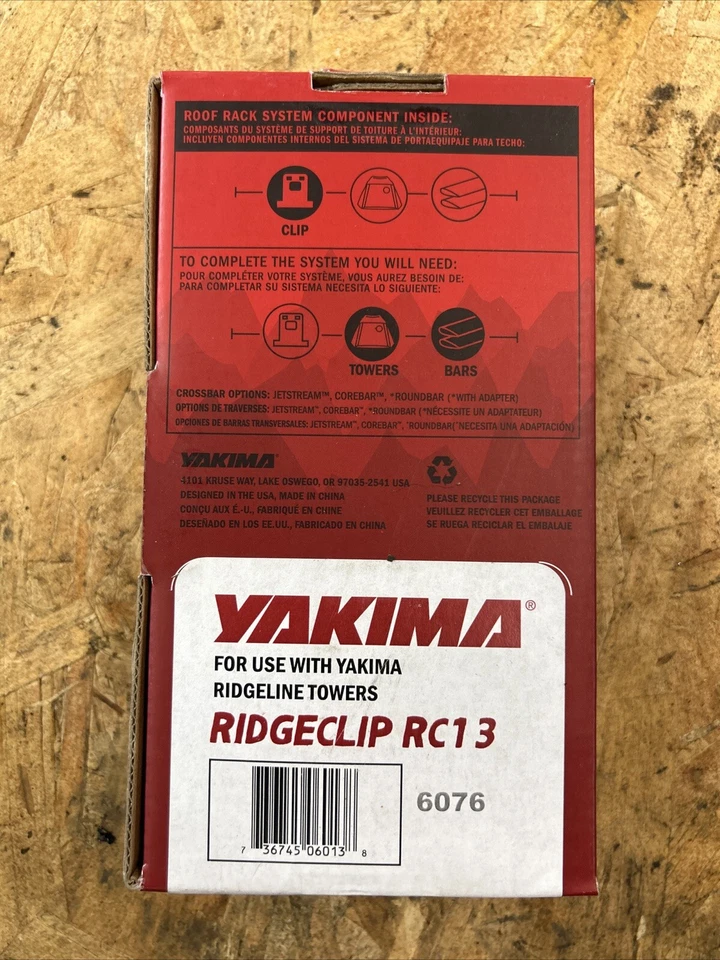 ROOF RACK SYSTEM COMPONENT INSIDE:
COMPOSANTS DU SYSTÈME DE SUPPORT DE TOITURE À L'INTÉRIEUR:
INCLUYEN COMPONENTES INTERNOS DEL SISTEMA DE PORTAEQUIPAJE PARA TECHO:
CLIP
TO COMPLETE THE SYSTEM YOU WILL NEED:
POUR COMPLÉTER VOTRE SYSTÈME, VOUS AUREZ BESOIN DE:
PARA COMPLETAR SU SISTEMA NECESITA LO SIGUIENTE:
TOWERS BARS
CROSSBAR OPTIONS: JETSTREAM™, COREBAR™, *ROUNDBAR (*WITH ADAPTER)
OPTIONS DE TRAVERSES: JETSTREAM™, COREBAR™, *ROUNDBAR (*NÉCESSITE UN ADAPTATEUR)
OPCIONES DE BARRAS TRANSVERSALES: JETSTREAM™, COREBAR™, *ROUNDBAR(*NECESITA UNA ADAPTACIÓN)
YAKIMA
4101 KRUSE WAY, LAKE OSWEGO, OR 97035-2541 USA
DESIGNED IN THE USA, MADE IN CHINA
CONÇU AUX É.-U., FABRIQUÉ EN CHINE
DESEÑADO EN LOS EE.UU., FABRICADO EN CHINA
PLEASE RECYCLE THIS PACKAGE
VEUILLEZ RECYCLER CET EMBALLAGE
SE RUEGA RECICLAR EL EMBALAJE
YAKIMA®
FOR USE WITH YAKIMA
RIDGELINE TOWERS
RIDGECLIP RC13
6076
7 36745 06013 8